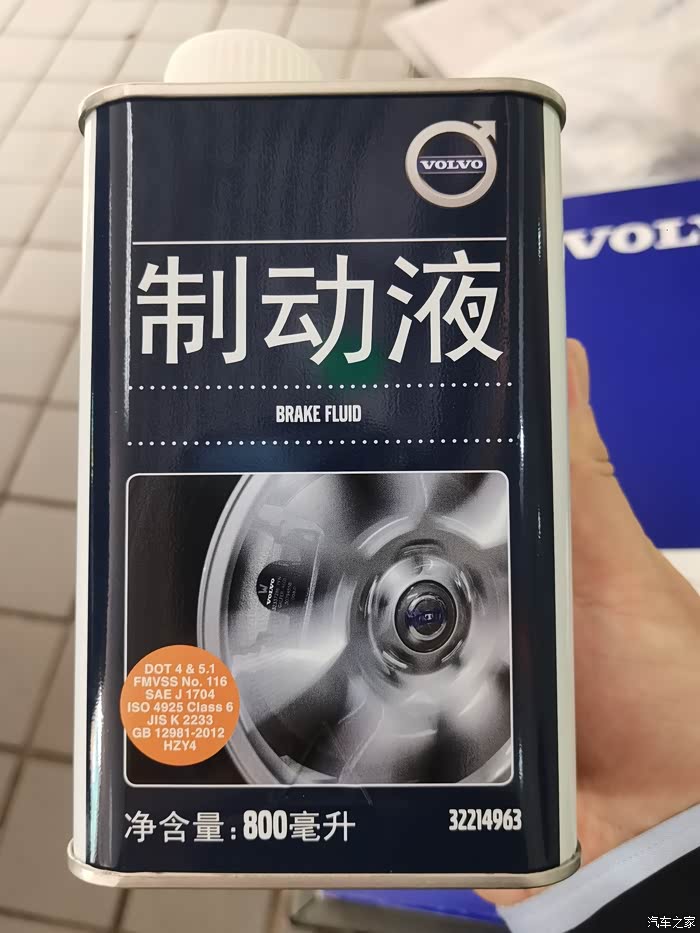 VOLVO
VOL
制动液
BRAKE FLUID
VOLVO
DOT 4 & 5.1
FMVSS No. 116
SAE J 1704
ISO 4925 Class 6
JIS K 2233
GB 12981-2012
HZY4
净含量:800毫升
32214963
汽车之家